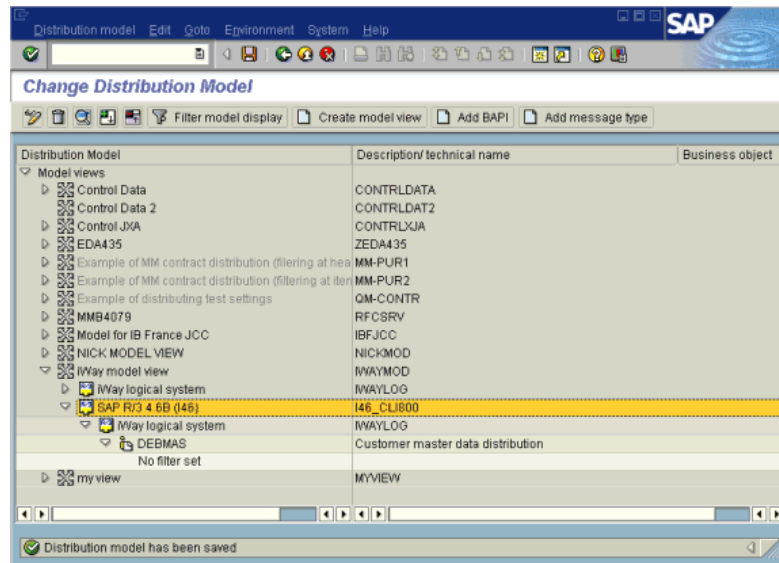 Distribution model Edit Goto Environment System Help
SAP
Change Distribution Model
Filter model display Create model view Add BAPI Add message type
Distribution Model Description/technical name Business object
Model views
Control Data CONTRLDATA
Control Data 2 CONTRLDAT2
Control JXA CONTRLXJA
EDA435 ZEDA435
Example of MM contract distribution (filering at hea MM-PUR1
Example of MM contract distribution (filtering at iten MM-PUR2
Example of distributing test settings QM-CONTR
MMB4079 RFCSRV
Model for IB France JCC IBFJCC
NICK MODEL VIEW NICKMOD
iWay model view IWAYMOD
iWay logical system IWAYLOG
SAP R/3 4.6B (I46) I46_CLI800
iWay logical system IWAYLOG
DEBMAS Customer master data distribution
No filter set
my view MYVIEW
Distribution model has been saved